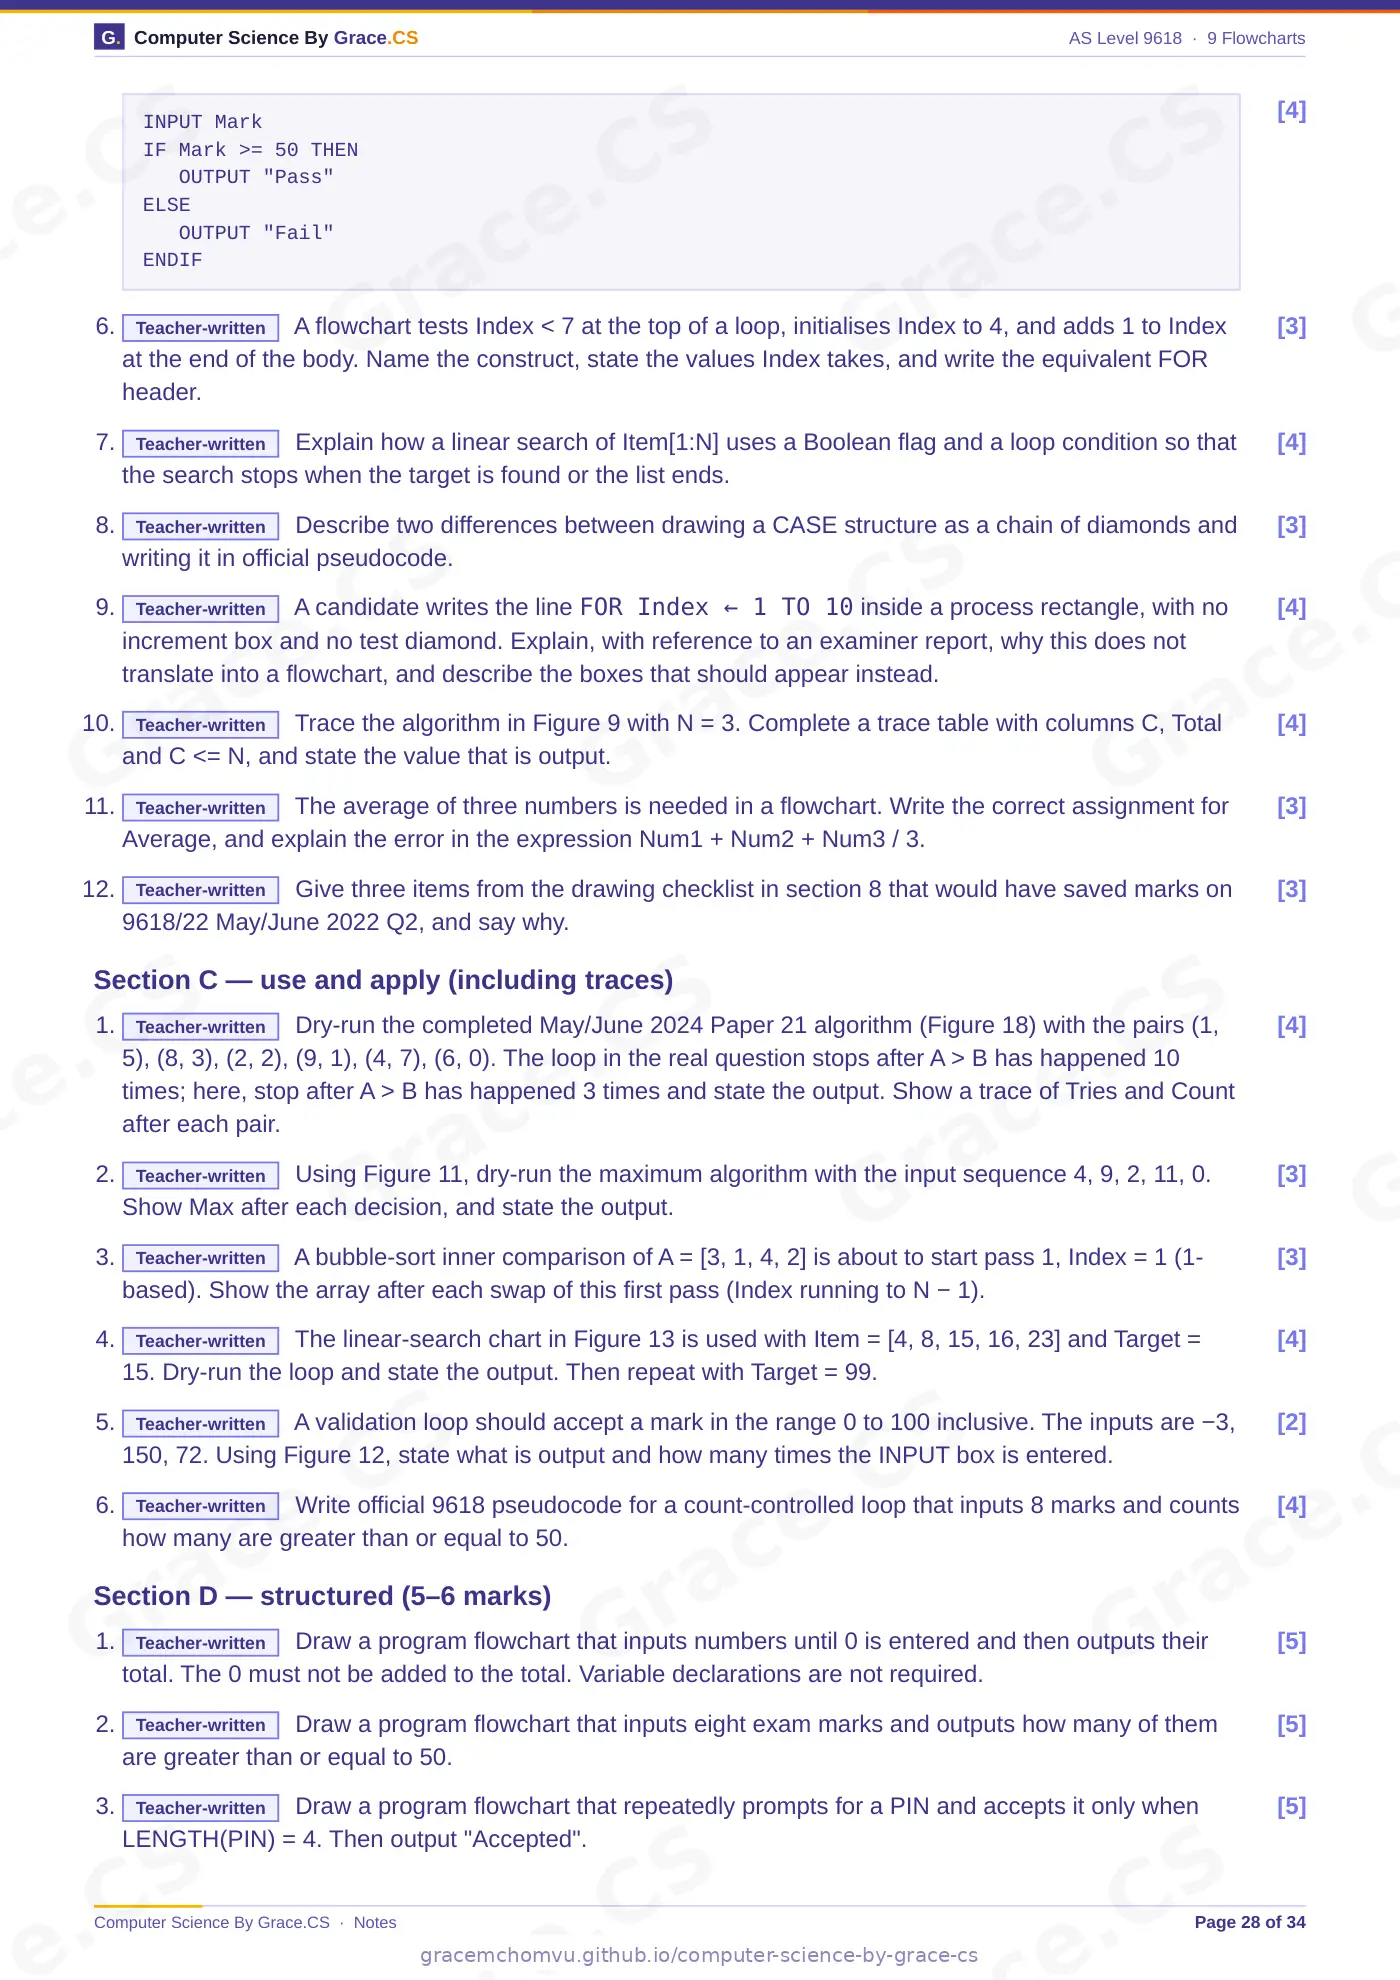 G. Computer Science By Grace.CS
AS Level 9618 · 9 Flowcharts
INPUT Mark
IF Mark >= 50 THEN
   OUTPUT "Pass"
ELSE
   OUTPUT "Fail"
ENDIF
[4]
6. Teacher-written A flowchart tests Index < 7 at the top of a loop, initialises Index to 4, and adds 1 to Index [3]
at the end of the body. Name the construct, state the values Index takes, and write the equivalent FOR
header.
7. Teacher-written Explain how a linear search of Item[1:N] uses a Boolean flag and a loop condition so that [4]
the search stops when the target is found or the list ends.
8. Teacher-written Describe two differences between drawing a CASE structure as a chain of diamonds and [3]
writing it in official pseudocode.
9. Teacher-written A candidate writes the line FOR Index ← 1 TO 10 inside a process rectangle, with no [4]
increment box and no test diamond. Explain, with reference to an examiner report, why this does not
translate into a flowchart, and describe the boxes that should appear instead.
10. Teacher-written Trace the algorithm in Figure 9 with N = 3. Complete a trace table with columns C, Total [4]
and C <= N, and state the value that is output.
11. Teacher-written The average of three numbers is needed in a flowchart. Write the correct assignment for [3]
Average, and explain the error in the expression Num1 + Num2 + Num3 / 3.
12. Teacher-written Give three items from the drawing checklist in section 8 that would have saved marks on [3]
9618/22 May/June 2022 Q2, and say why.
Section C — use and apply (including traces)
1. Teacher-written Dry-run the completed May/June 2024 Paper 21 algorithm (Figure 18) with the pairs (1, [4]
5), (8, 3), (2, 2), (9, 1), (4, 7), (6, 0). The loop in the real question stops after A > B has happened 10
times; here, stop after A > B has happened 3 times and state the output. Show a trace of Tries and Count
after each pair.
2. Teacher-written Using Figure 11, dry-run the maximum algorithm with the input sequence 4, 9, 2, 11, 0. [3]
Show Max after each decision, and state the output.
3. Teacher-written A bubble-sort inner comparison of A = [3, 1, 4, 2] is about to start pass 1, Index = 1 (1- [3]
based). Show the array after each swap of this first pass (Index running to N − 1).
4. Teacher-written The linear-search chart in Figure 13 is used with Item = [4, 8, 15, 16, 23] and Target = [4]
15. Dry-run the loop and state the output. Then repeat with Target = 99.
5. Teacher-written A validation loop should accept a mark in the range 0 to 100 inclusive. The inputs are −3, [2]
150, 72. Using Figure 12, state what is output and how many times the INPUT box is entered.
6. Teacher-written Write official 9618 pseudocode for a count-controlled loop that inputs 8 marks and counts [4]
how many are greater than or equal to 50.
Section D — structured (5–6 marks)
1. Teacher-written Draw a program flowchart that inputs numbers until 0 is entered and then outputs their [5]
total. The 0 must not be added to the total. Variable declarations are not required.
2. Teacher-written Draw a program flowchart that inputs eight exam marks and outputs how many of them [5]
are greater than or equal to 50.
3. Teacher-written Draw a program flowchart that repeatedly prompts for a PIN and accepts it only when [5]
LENGTH(PIN) = 4. Then output "Accepted".
Computer Science By Grace.CS · Notes
Page 28 of 34
gracemchomvu.github.io/computer-science-by-grace-cs